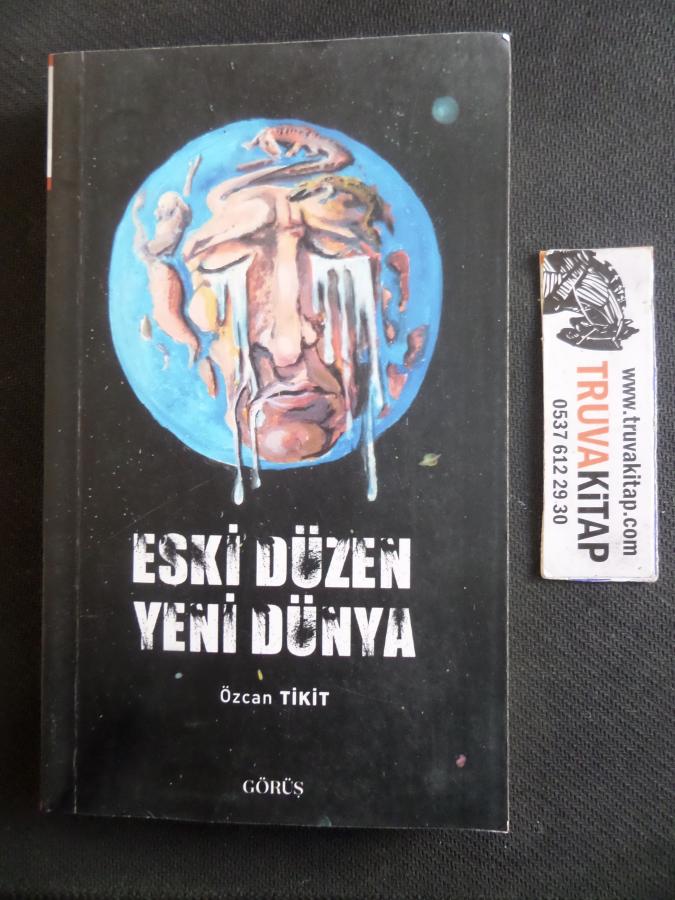 ESKİ DÜZEN
YENİ DÜNYA
Özcan TİKİT
GÖRÜŞ
www.truvakitap.com
TRUVAKİTAP
0537 612 29 30